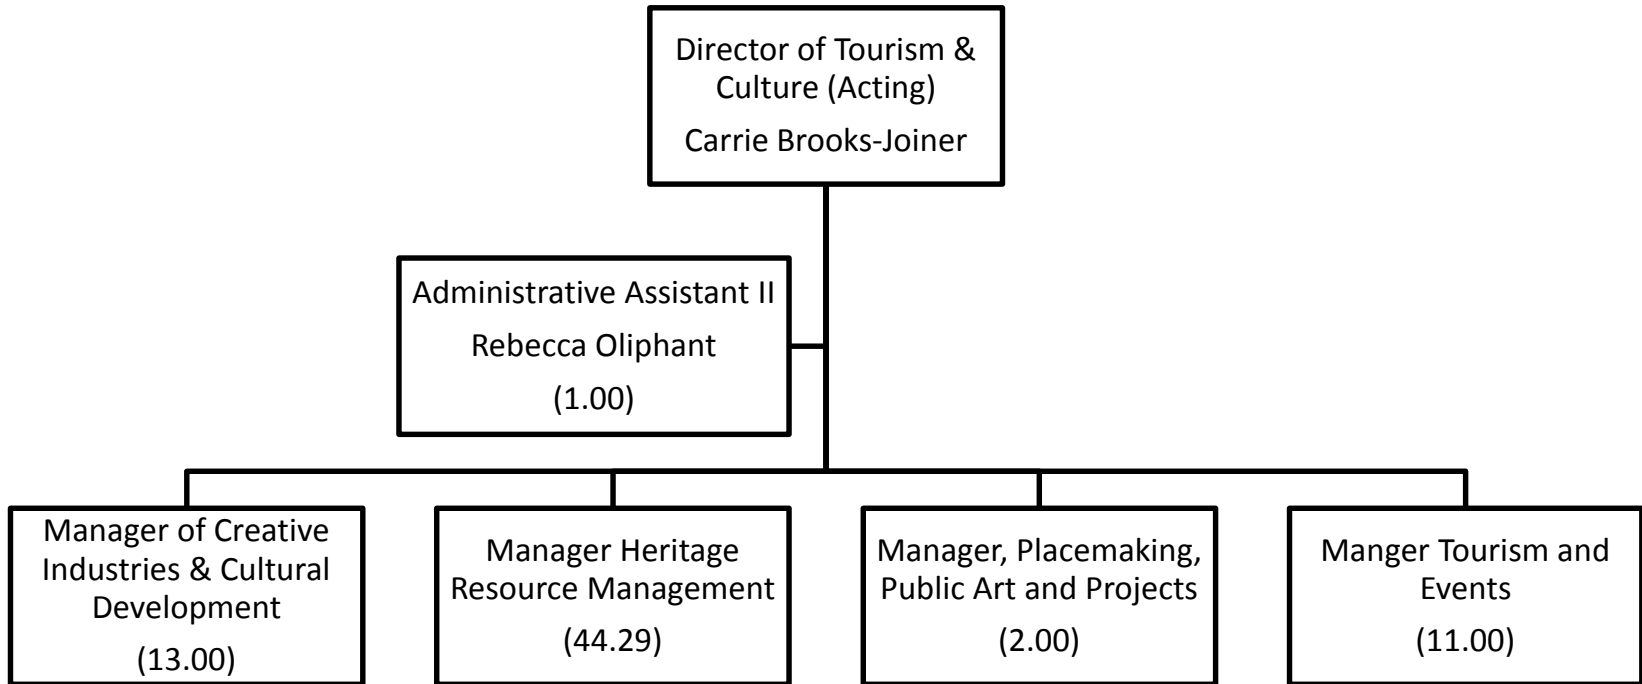 Director of Tourism &
Culture (Acting)
Carrie Brooks-Joiner
Administrative Assistant II
Rebecca Oliphant
(1.00)
Manager of Creative
Industries & Cultural
Development
(13.00)
Manager Heritage
Resource Management
(44.29)
Manager, Placemaking,
Public Art and Projects
(2.00)
Manger Tourism and
Events
(11.00)